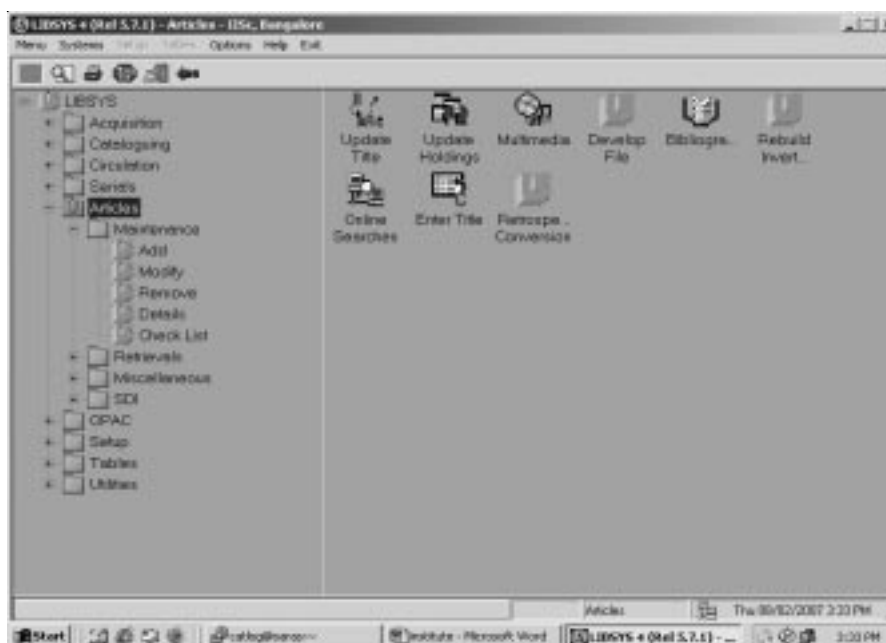 LIBSYS 4 (Rel 5.7.1) - Articles - IISc, Bangalore
Menu Systems Setup Tables Options Help Exit
LIBSYS
Acquisition
Cataloguing
Circulation
Serials
Articles
Maintenance
Add
Modify
Remove
Details
Check List
Retrievals
Miscellaneous
SDI
OPAC
Setup
Tables
Utilities
Update Title
Update Holdings
Multimedia
Develop File
Bibliogra...
Rebuild Invert...
Online Searches
Enter Title
Retrospe... Conversion
Articles
Thu 08/02/2007 3:33 PM
Start
institute - Microsoft Word
LIBSYS 4 (Rel 5.7.1) - ...
3:33 PM